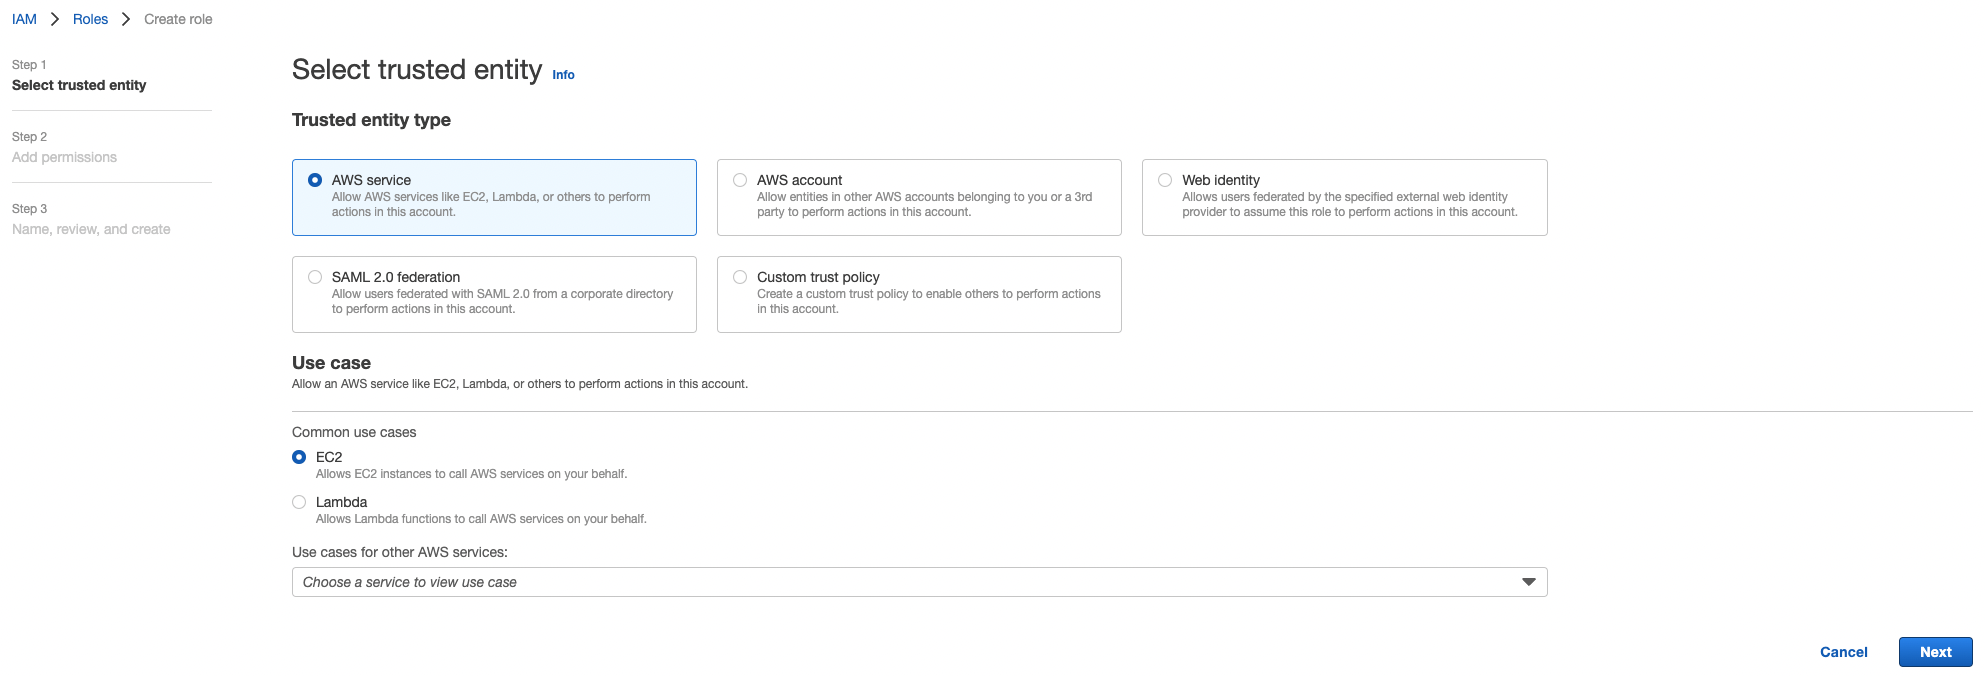 IAM > Roles > Create role
Step 1
Select trusted entity
Step 2
Add permissions
Step 3
Name, review, and create
Select trusted entity Info
Trusted entity type
AWS service
Allow AWS services like EC2, Lambda, or others to perform
actions in this account.
AWS account
Allow entities in other AWS accounts belonging to you or a 3rd
party to perform actions in this account.
Web identity
Allows users federated by the specified external web identity
provider to assume this role to perform actions in this account.
SAML 2.0 federation
Allow users federated with SAML 2.0 from a corporate directory
to perform actions in this account.
Custom trust policy
Create a custom trust policy to enable others to perform actions
in this account.
Use case
Allow an AWS service like EC2, Lambda, or others to perform actions in this account.
Common use cases
EC2
Allows EC2 instances to call AWS services on your behalf.
Lambda
Allows Lambda functions to call AWS services on your behalf.
Use cases for other AWS services:
Choose a service to view use case
Cancel
Next